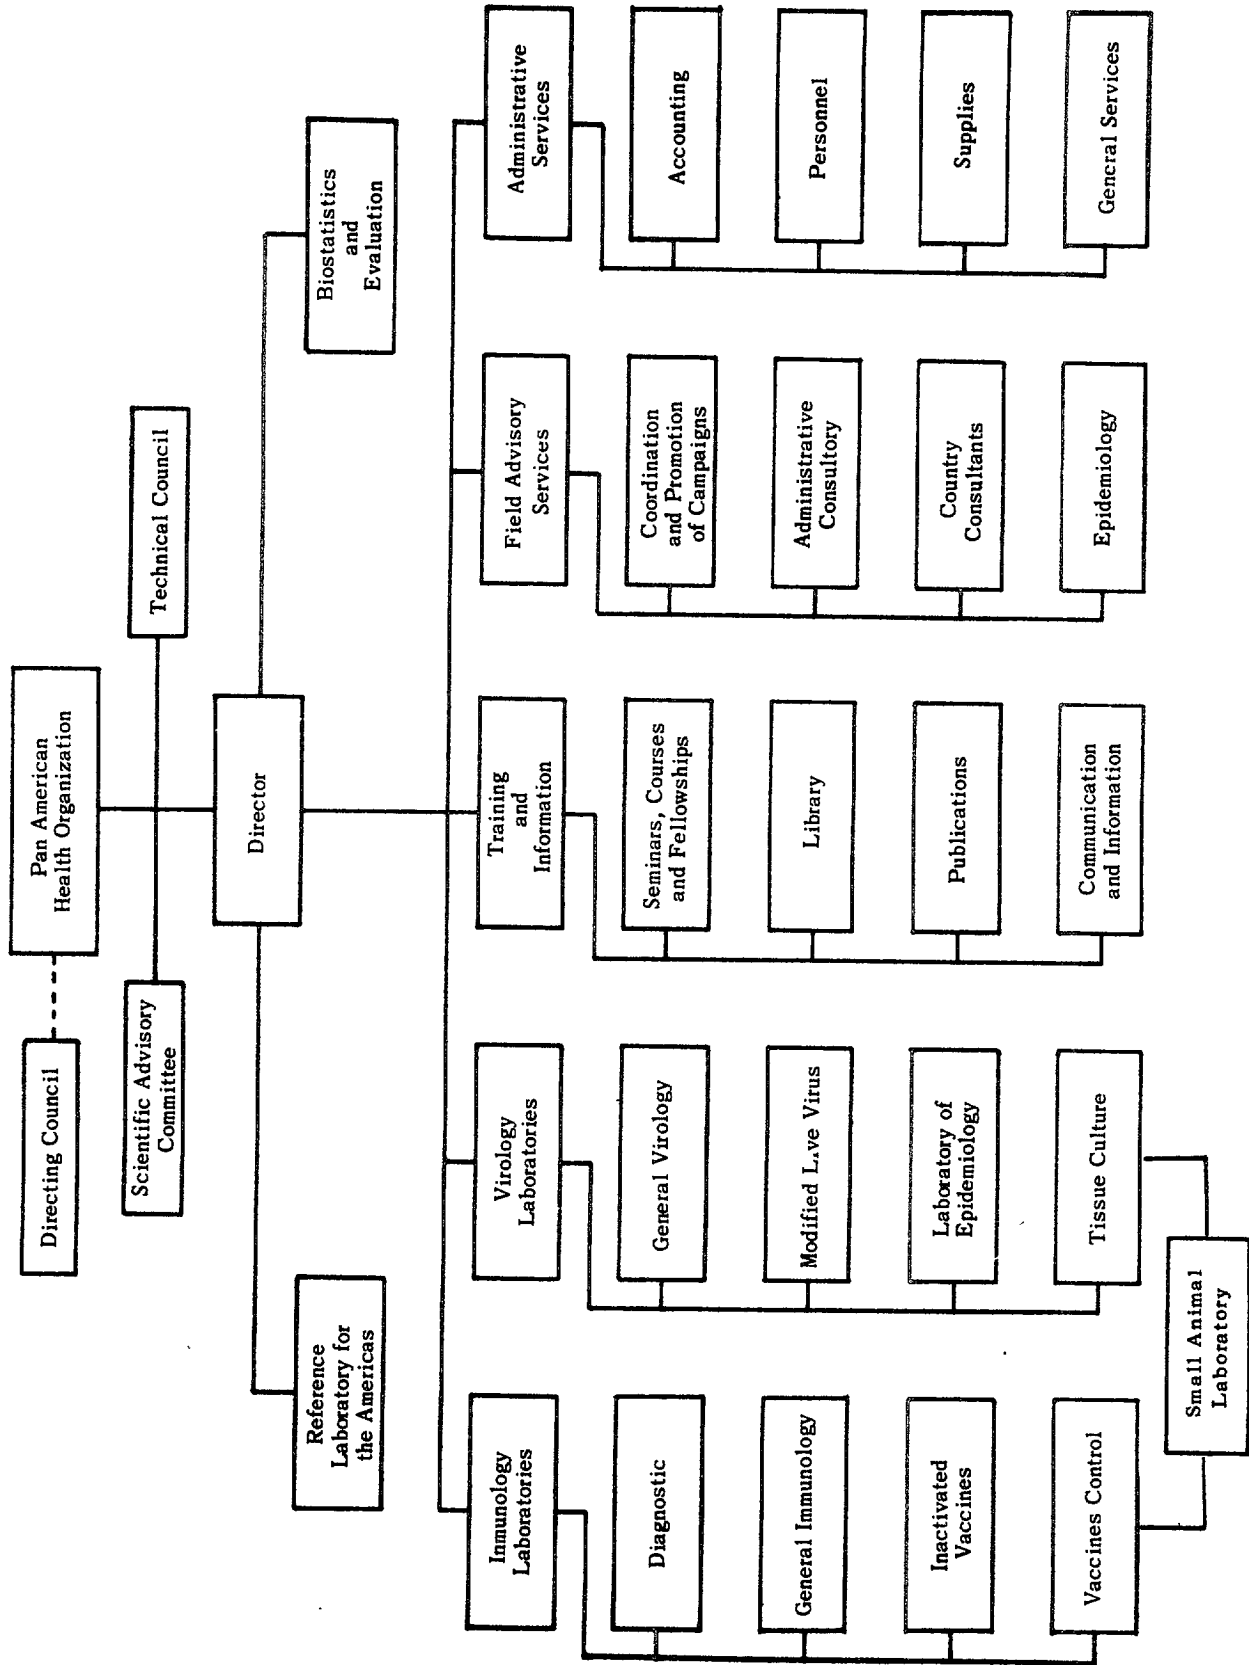 Pan American
Health Organization
Directing Council
Technical Council
Scientific Advisory
Committee
Director
Biostatistics
and
Evaluation
Reference
Laboratory for
the Americas
Immunology
Laboratories
Virology
Laboratories
Training
and
Information
Field Advisory
Services
Administrative
Services
Diagnostic
General Virology
Seminars, Courses
and Fellowships
Coordination
and Promotion
of Campaigns
Accounting
General Immunology
Modified Live Virus
Library
Administrative
Consultory
Personnel
Inactivated
Vaccines
Laboratory of
Epidemiology
Publications
Country
Consultants
Supplies
Vaccines Control
Tissue Culture
Communication
and Information
Epidemiology
General Services
Small Animal
Laboratory